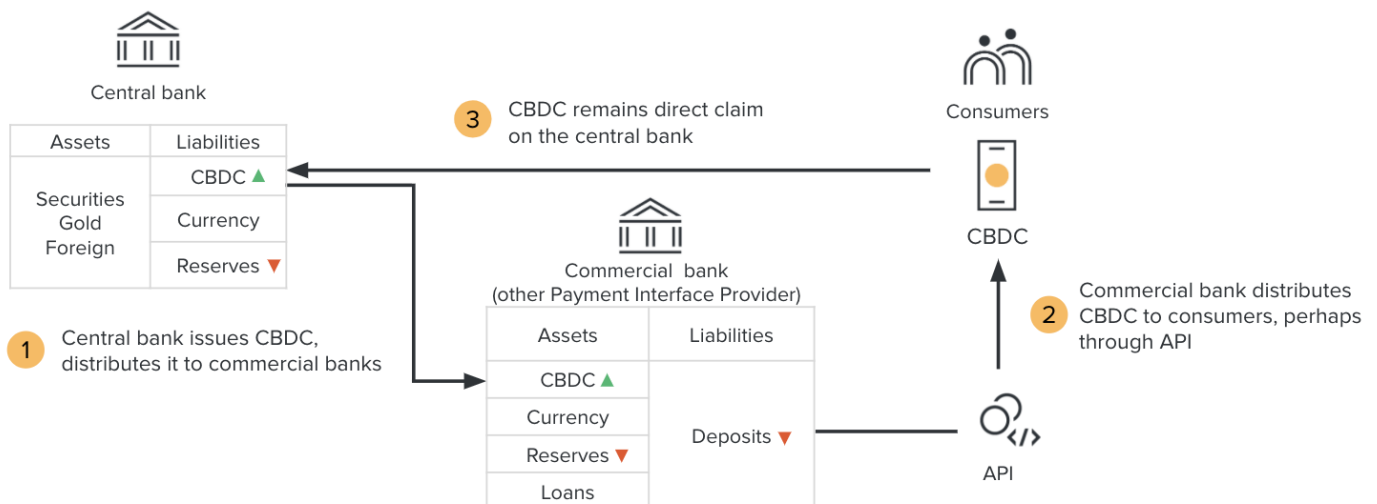 Central bank
Assets
Liabilities
Securities
Gold
Foreign
CBDC
Currency
Reserves
1
Central bank issues CBDC,
distributes it to commercial banks
3
CBDC remains direct claim
on the central bank
Commercial bank
(other Payment Interface Provider)
Assets
Liabilities
CBDC
Currency
Reserves
Loans
Deposits
Consumers
CBDC
2
Commercial bank distributes
CBDC to consumers, perhaps
through API
</>
API